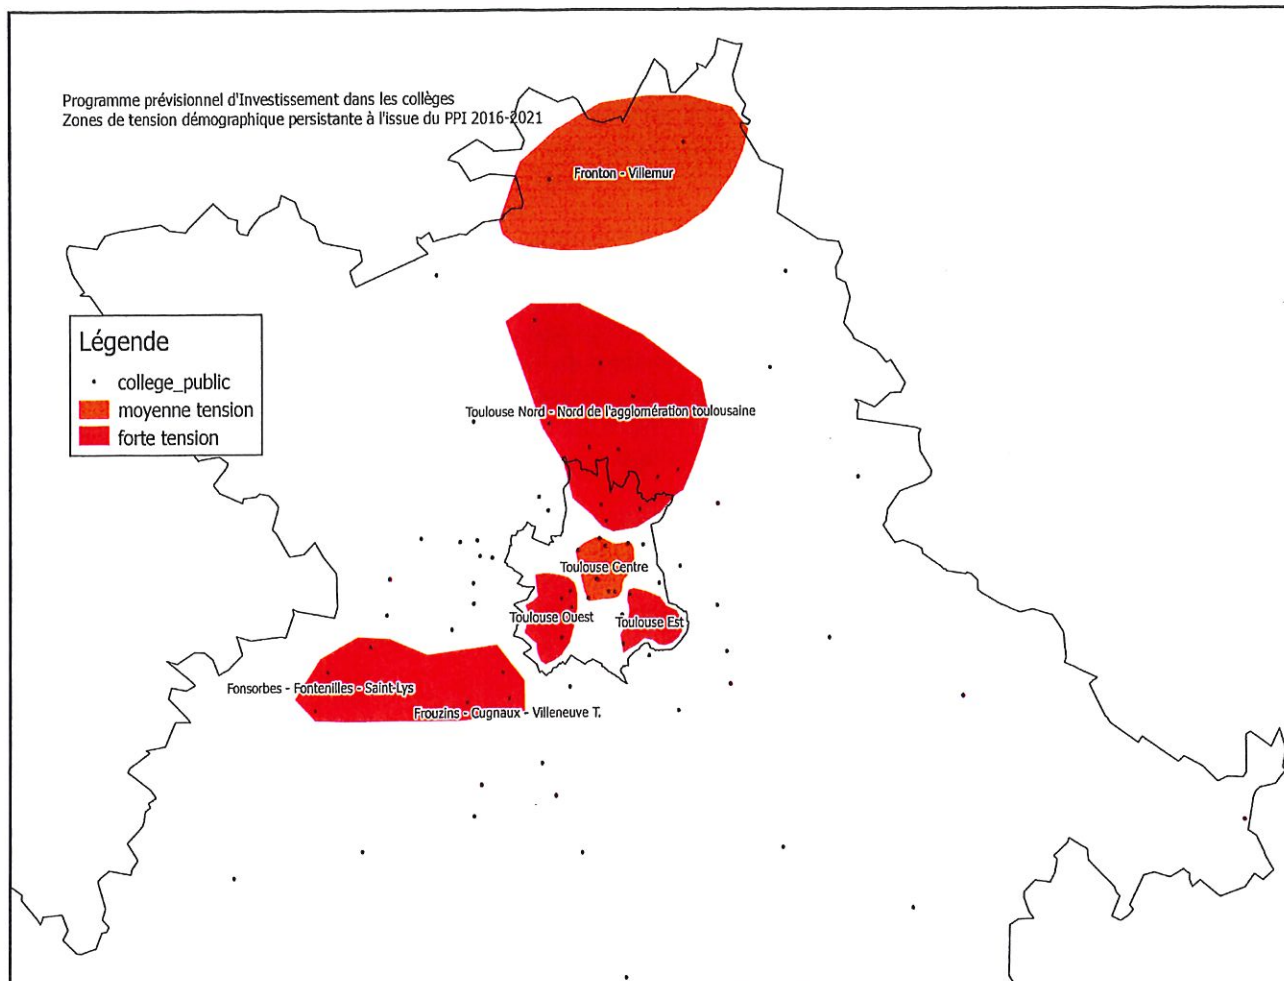 Programme prévisionnel d'Investissement dans les collèges
Zones de tension démographique persistante à l'issue du PPI 2016-2021
Fronton - Villemur
Légende
college_public
moyenne tension
forte tension
Toulouse Nord - Nord de l'agglomération toulousaine
Toulouse Centre
Toulouse Ouest
Toulouse Est
Fonsorbes - Fontenilles - Saint-Lys
Frouzins - Cugnaux - Villeneuve T.